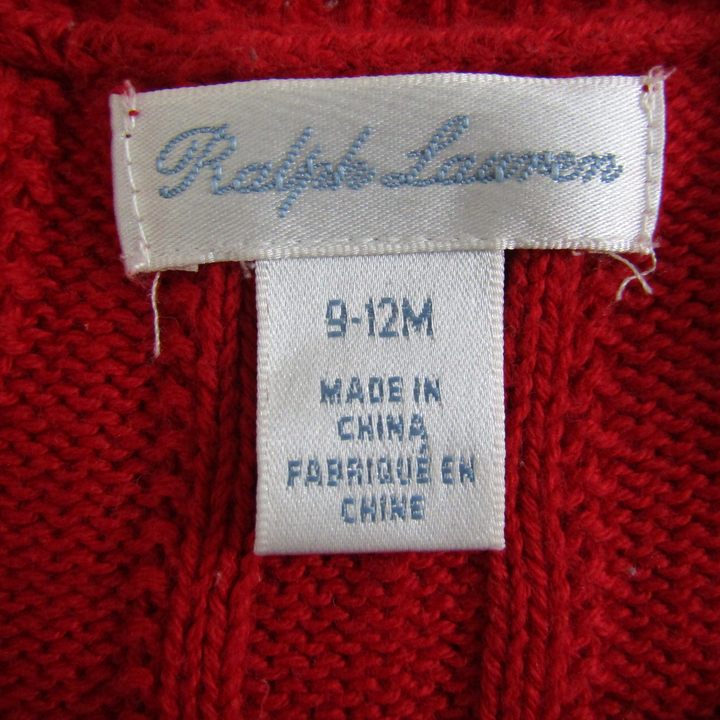 Ralph Lauren
9-12M
MADE IN
CHINA
FABRIQUÉ EN
CHINE